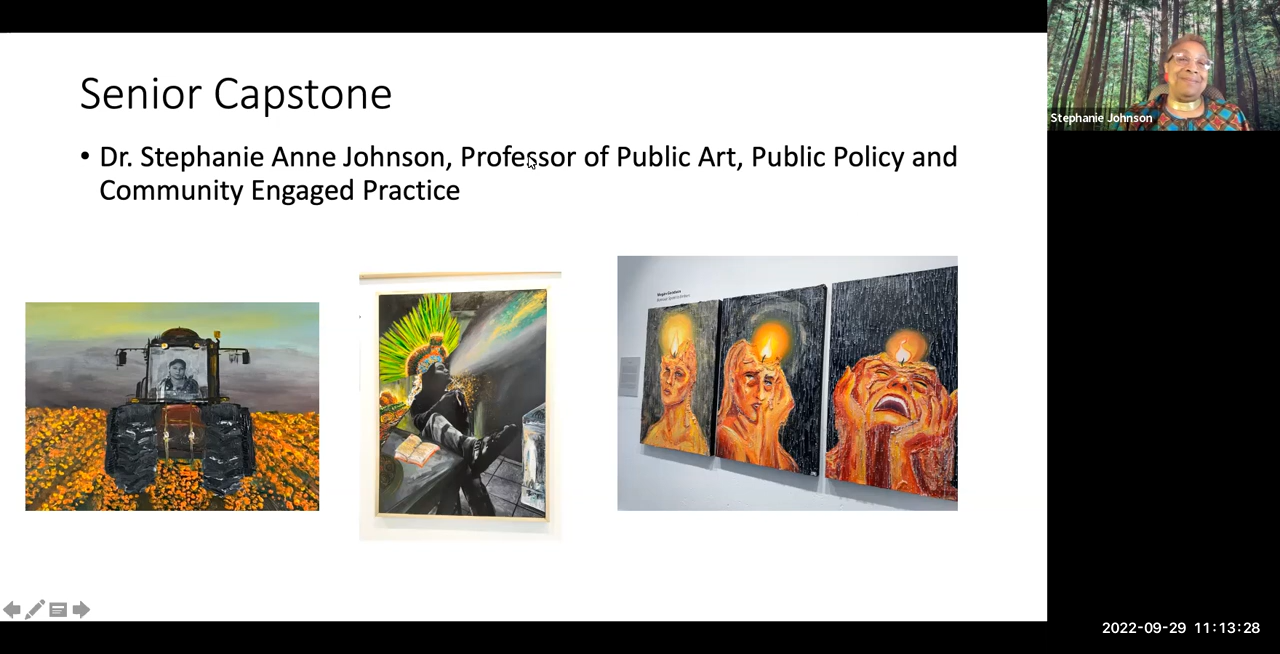 Senior Capstone
• Dr. Stephanie Anne Johnson, Professor of Public Art, Public Policy and
Community Engaged Practice
Stephanie Johnson
2022-09-29 11:13:28